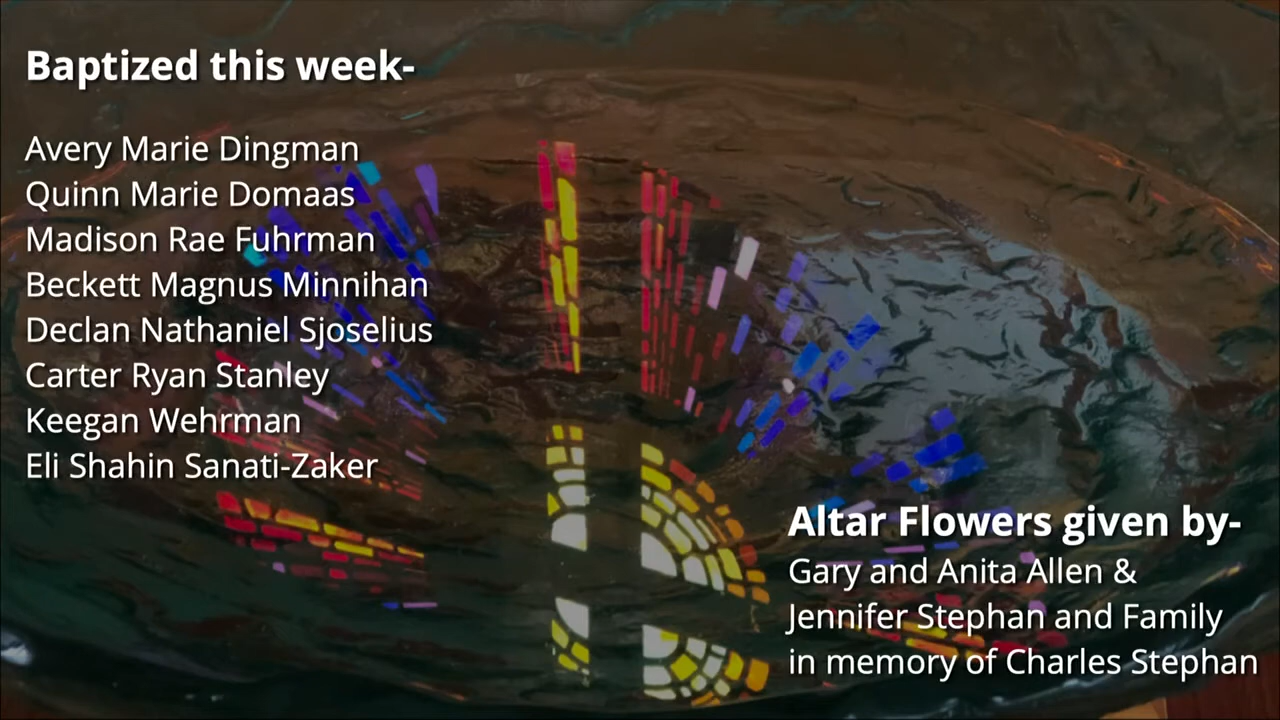 Baptized this week-
Avery Marie Dingman
Quinn Marie Domaas
Madison Rae Fuhrman
Beckett Magnus Minnihan
Declan Nathaniel Sjoselius
Carter Ryan Stanley
Keegan Wehrman
Eli Shahin Sanati-Zaker
Altar Flowers given by-
Gary and Anita Allen &
Jennifer Stephan and Family
in memory of Charles Stephan